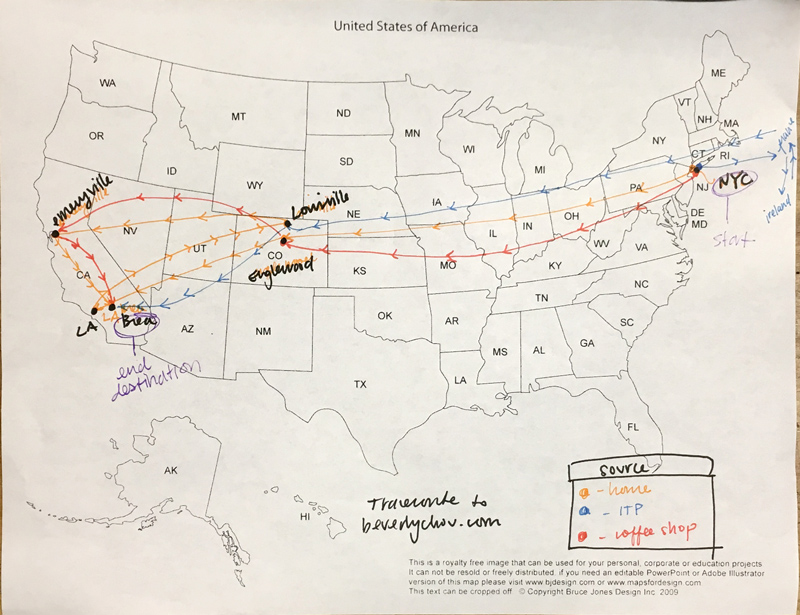 United States of America
WA
OR
ID
MT
ND
SD
MN
WI
MI
NY
VT
NH
ME
MA
CT
RI
NJ
NYC
start
ireland
DE
MD
PA
OH
IN
IL
IA
NE
WY
NV
UT
CO
CA
emeryville
Louisville
Englewood
KS
MO
KY
WV
VA
NC
TN
SC
GA
AL
MS
AR
LA
OK
TX
NM
AZ
LA
LA
Brea
end
destination
FL
AK
HI
Traceroute to
beverlychou.com
source
- home
- ITP
- coffee shop
This is a royalty free image that can be used for your personal, corporate or education projects
It can not be resold or freely distributed. if you need an editable PowerPoint or Adobe Illustrator
version of this map please visit www.bjdesign.com or www.mapsfordesign.com
This text can be cropped off. © Copyright Bruce Jones Design Inc. 2009